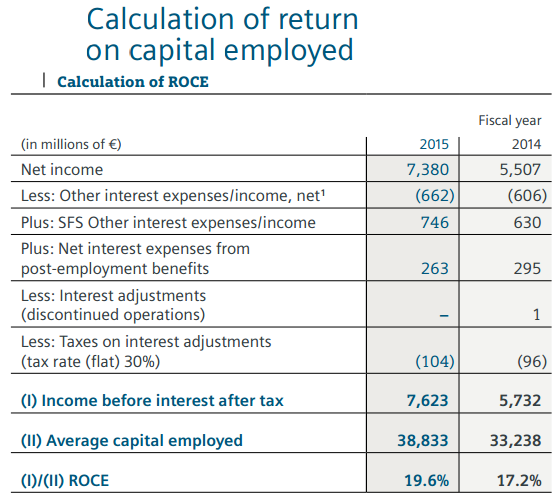 Calculation of return
on capital employed
Calculation of ROCE
Fiscal year
(in millions of €) 2015 2014
Net income 7,380 5,507
Less: Other interest expenses/income, net¹ (662) (606)
Plus: SFS Other interest expenses/income 746 630
Plus: Net interest expenses from
post-employment benefits 263 295
Less: Interest adjustments
(discontinued operations) – 1
Less: Taxes on interest adjustments
(tax rate (flat) 30%) (104) (96)
(I) Income before interest after tax 7,623 5,732
(II) Average capital employed 38,833 33,238
(I)/(II) ROCE 19.6% 17.2%